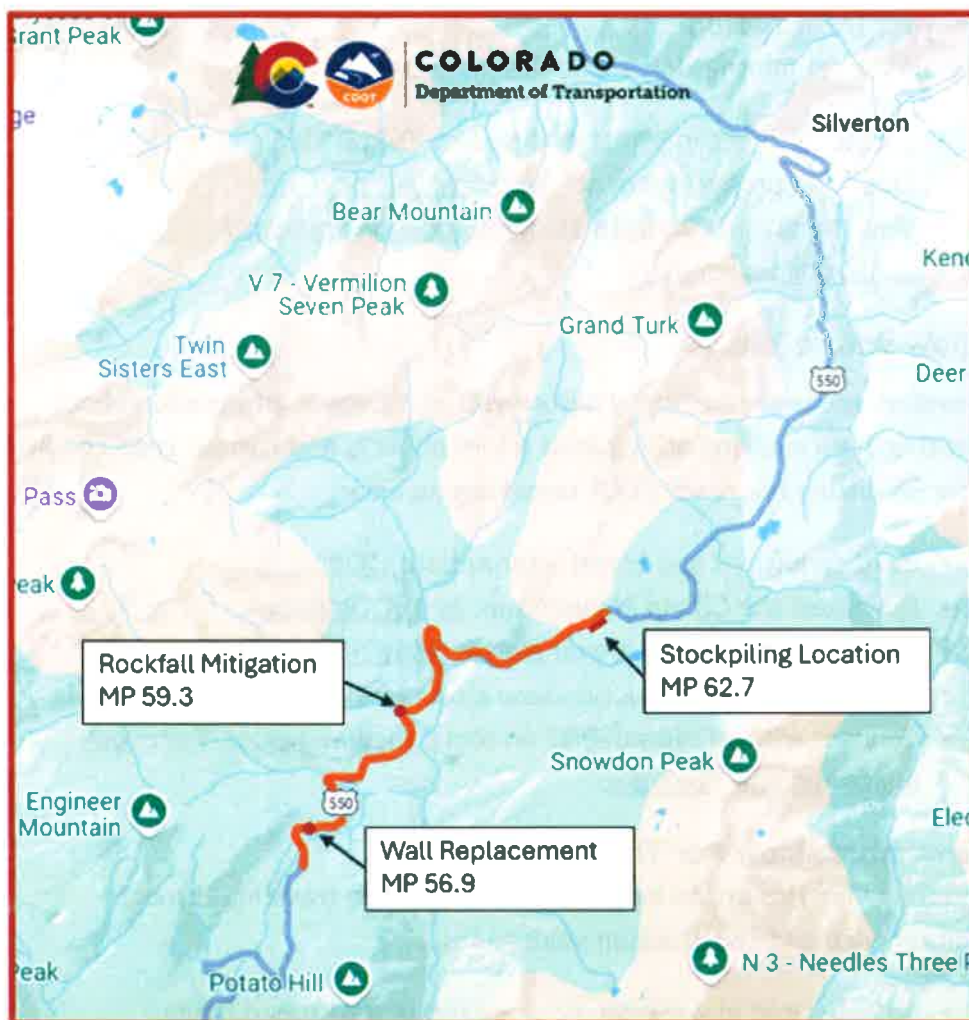 Grant Peak
CDOT
COLORADO
Department of Transportation
Silverton
Bear Mountain
V 7 - Vermilion
Seven Peak
Grand Turk
Twin
Sisters East
550
Pass
Rockfall Mitigation
MP 59.3
Stockpiling Location
MP 62.7
Snowdon Peak
550
Engineer
Mountain
Wall Replacement
MP 56.9
Potato Hill
N 3 - Needles Three